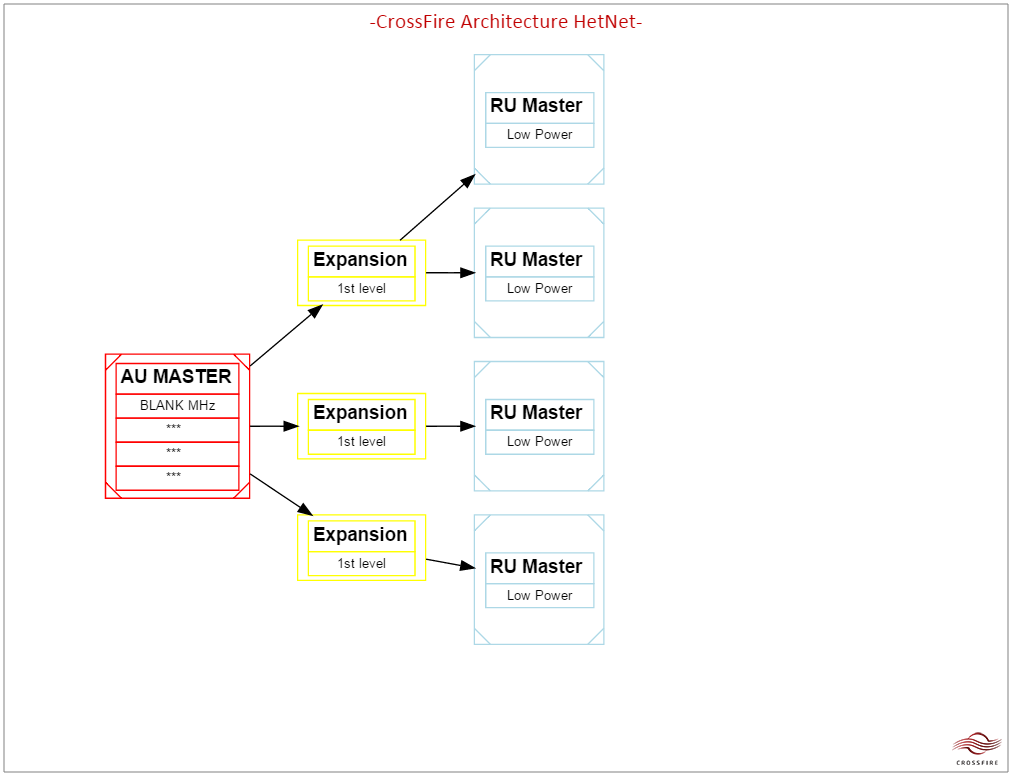 -CrossFire Architecture HetNet-
RU Master
Low Power
Expansion
1st level
RU Master
Low Power
AU MASTER
BLANK MHz
***
***
***
Expansion
1st level
RU Master
Low Power
Expansion
1st level
RU Master
Low Power
CROSSFIRE